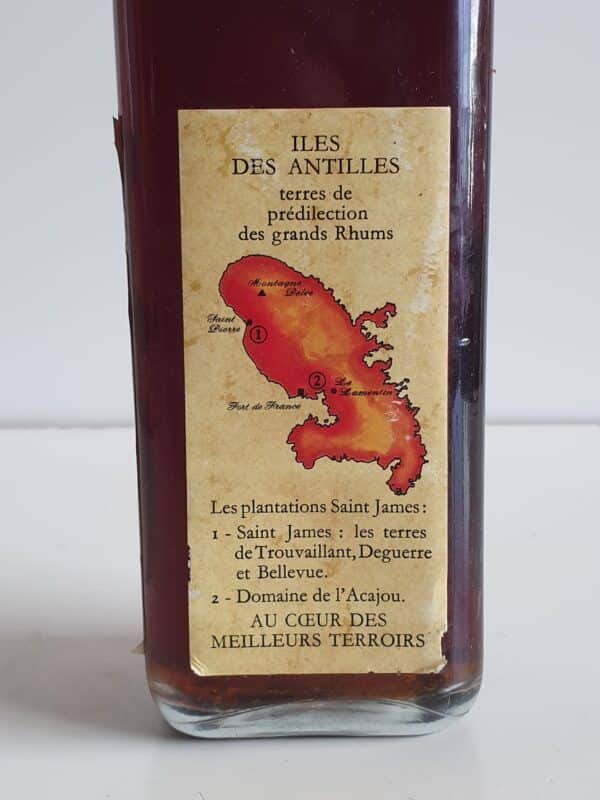 ILES
DES ANTILLES
terres de
prédilection
des grands Rhums
Montagne
Pelée
Saint
Pierre
1
2
Le
Lamentin
Fort de France
Les plantations Saint James :
1 - Saint James : les terres
de Trouvaillant, Deguerre
et Bellevue.
2 - Domaine de l'Acajou.
AU CŒUR DES
MEILLEURS TERROIRS